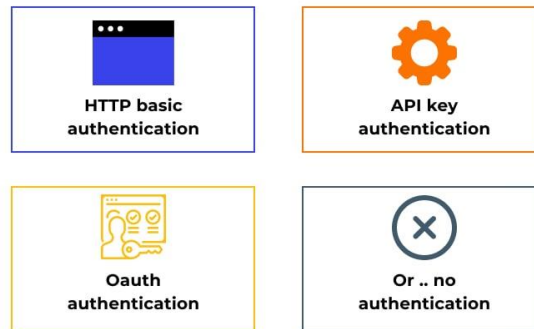 HTTP basic
authentication
API key
authentication
Oauth
authentication
Or .. no
authentication